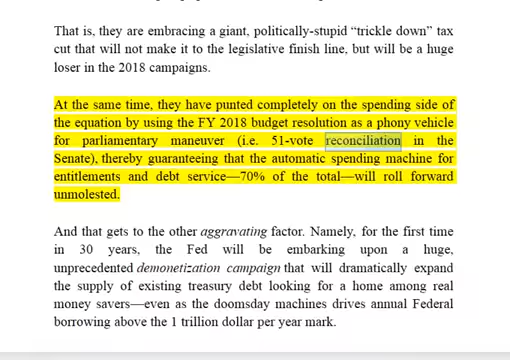 That is, they are embracing a giant, politically-stupid “trickle down” tax
cut that will not make it to the legislative finish line, but will be a huge
loser in the 2018 campaigns.
At the same time, they have punted completely on the spending side of
the equation by using the FY 2018 budget resolution as a phony vehicle
for parliamentary maneuver (i.e. 51-vote reconciliation in the
Senate), thereby guaranteeing that the automatic spending machine for
entitlements and debt service—70% of the total—will roll forward
unmolested.
And that gets to the other aggravating factor. Namely, for the first time
in 30 years, the Fed will be embarking upon a huge,
unprecedented demonetization campaign that will dramatically expand
the supply of existing treasury debt looking for a home among real
money savers—even as the doomsday machines drives annual Federal
borrowing above the 1 trillion dollar per year mark.